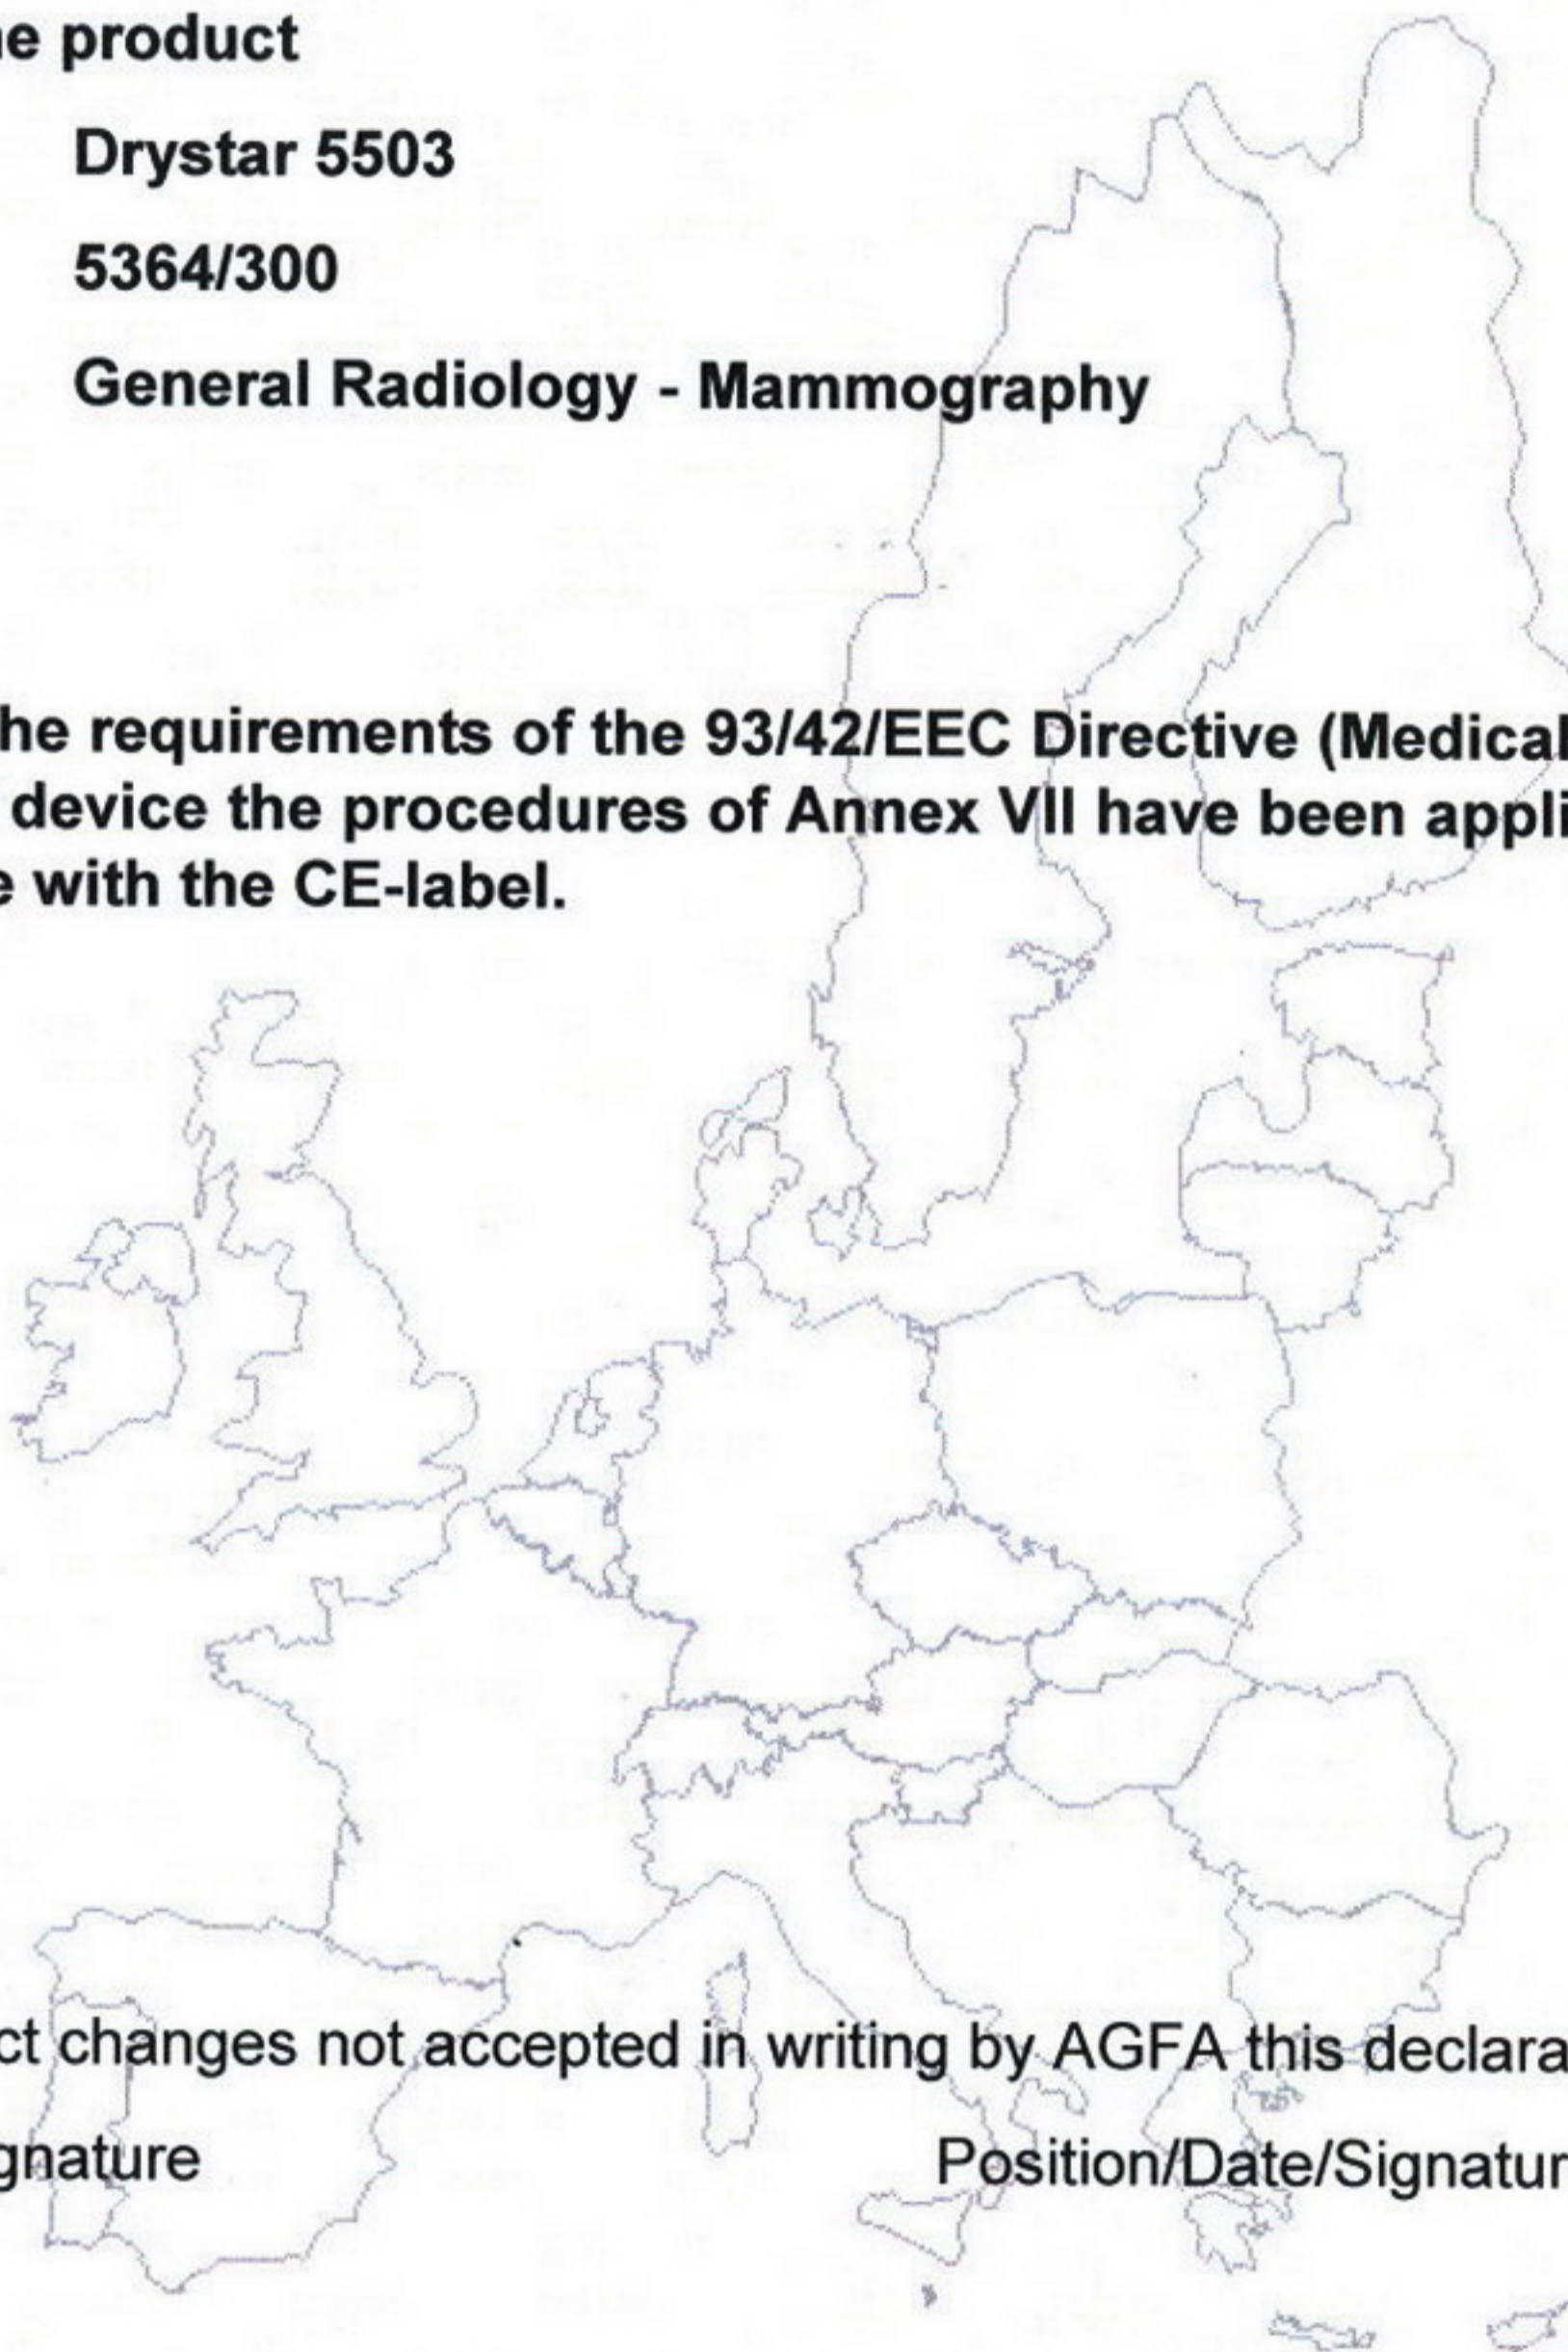 e product
Drystar 5503
5364/300
General Radiology - Mammography
he requirements of the 93/42/EEC Directive (Medical
device the procedures of Annex VII have been appli
e with the CE-label.
ct changes not accepted in writing by AGFA this declara
gnature
Position/Date/Signatur